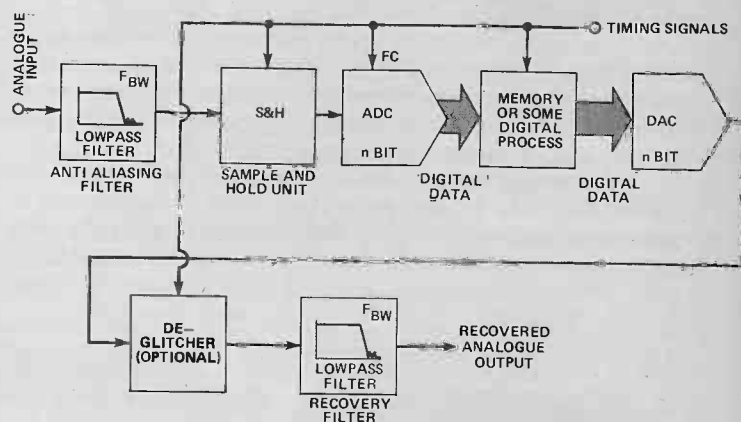 ANALOGUE
INPUT
F BW
LOWPASS
FILTER
ANTI ALIASING
FILTER
S&H
SAMPLE AND
HOLD UNIT
FC
ADC
n BIT
DIGITAL
DATA
TIMING SIGNALS
MEMORY
OR SOME
DIGITAL
PROCESS
DIGITAL
DATA
DAC
n BIT
DE–
GLITCHER
(OPTIONAL)
F BW
LOWPASS
FILTER
RECOVERY
FILTER
RECOVERED
ANALOGUE
OUTPUT